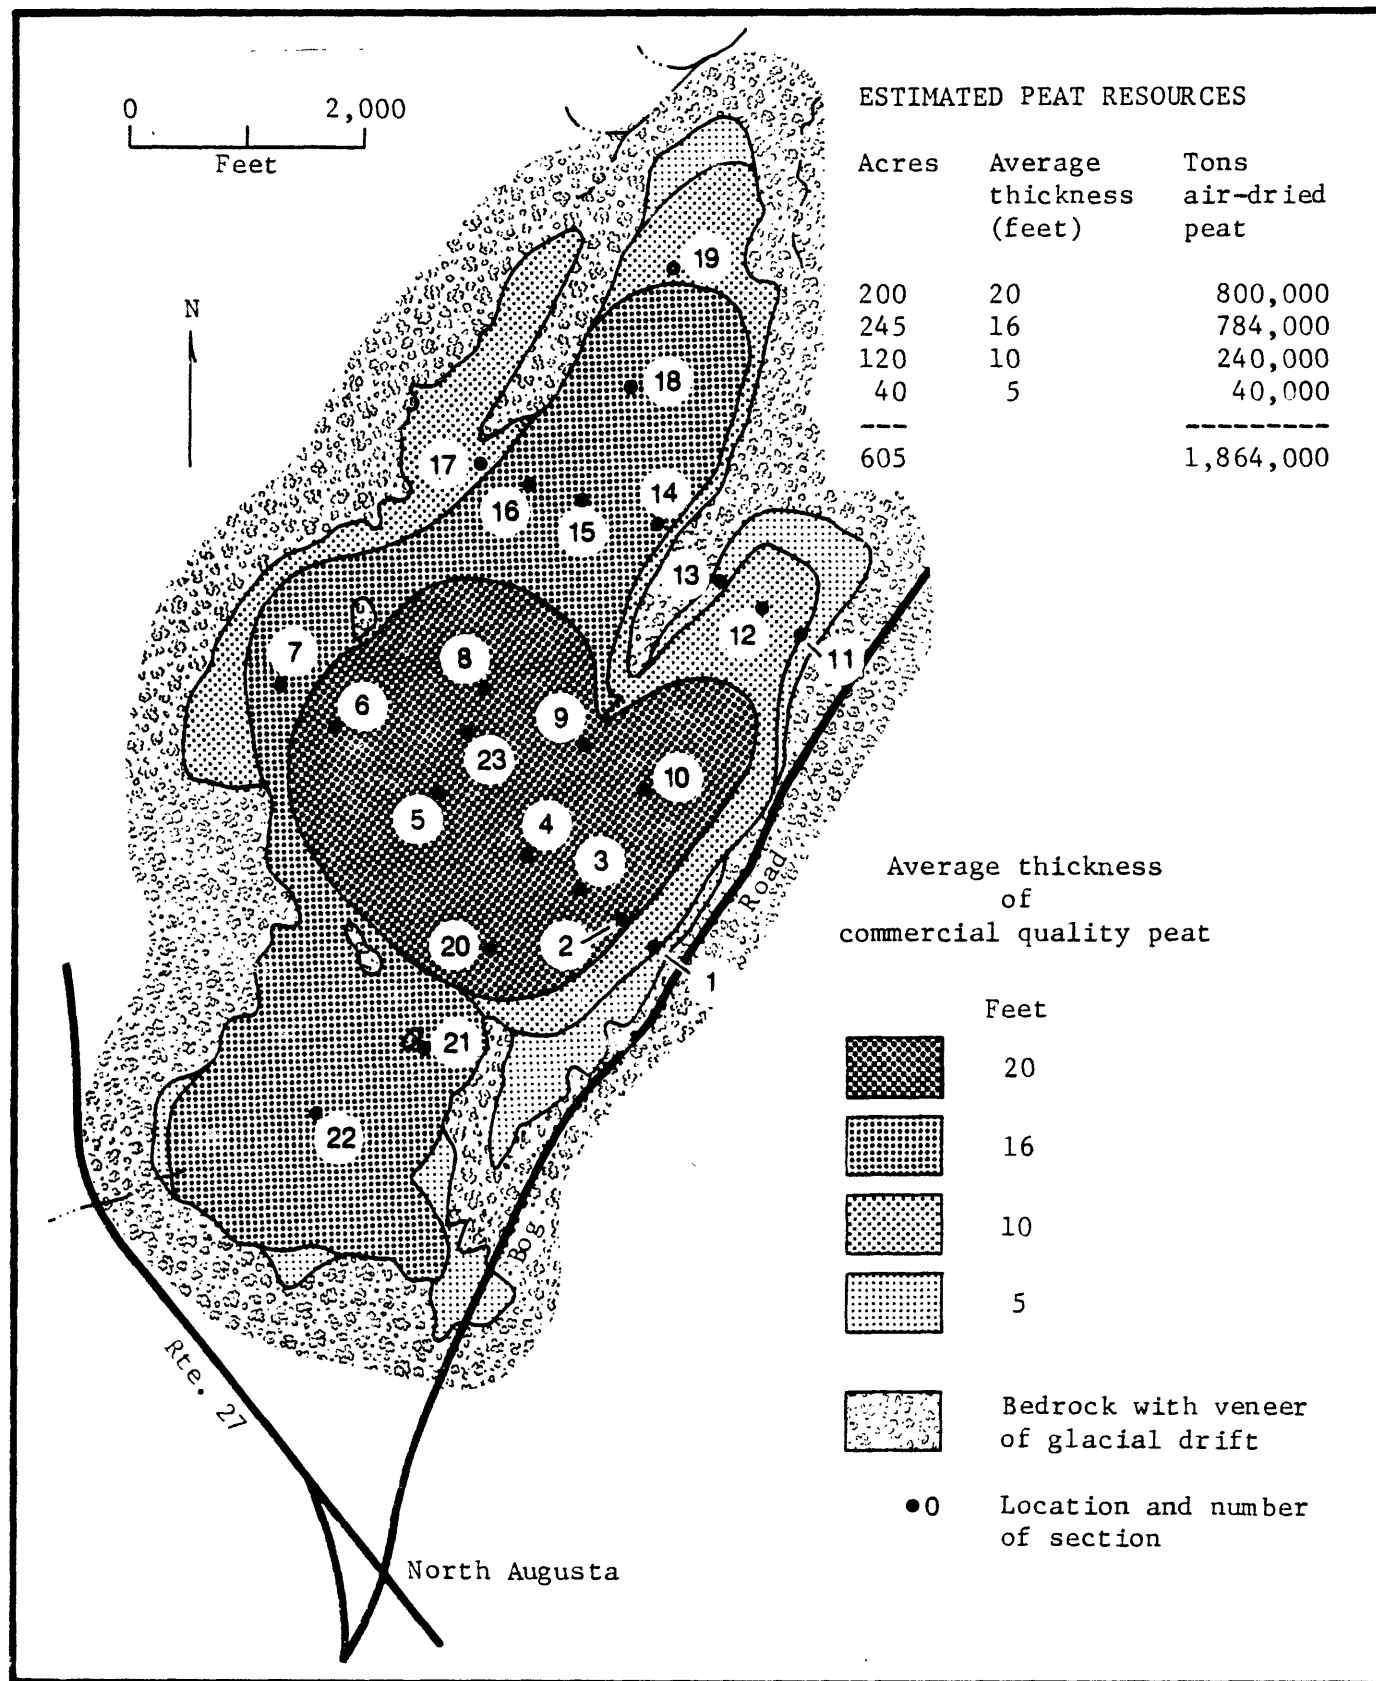 0 2,000
Feet
N
ESTIMATED PEAT RESOURCES
Acres Average Tons
thickness air-dried
(feet) peat
200 20 800,000
245 16 784,000
120 10 240,000
40 5 40,000
--- ---------
605 1,864,000
19
18
17
16
15
14
13
12
11
7
8
6
9
23
10
5
4
3
20
2
1
21
22
Bog Road
Rte. 27
North Augusta
Average thickness
of
commercial quality peat
Feet
20
16
10
5
Bedrock with veneer
of glacial drift
●0 Location and number
of section